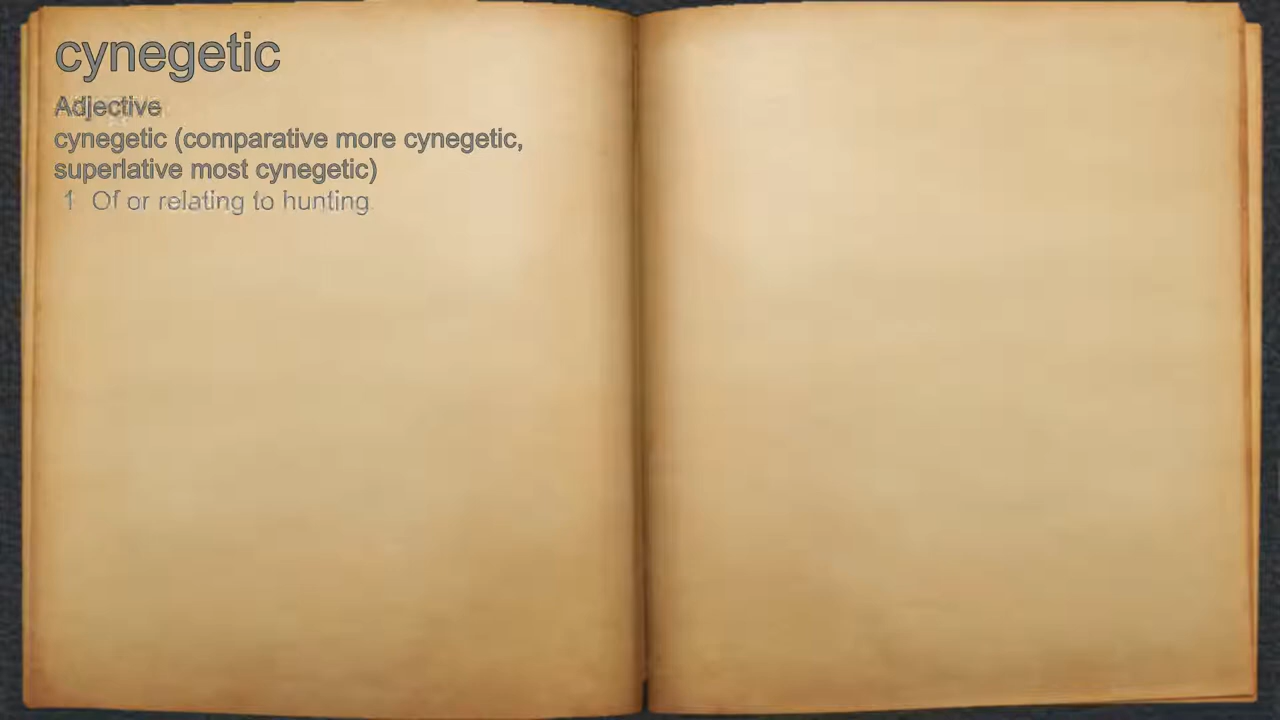 cynegetic
Adjective
cynegetic (comparative more cynegetic,
superlative most cynegetic)
1 Of or relating to hunting